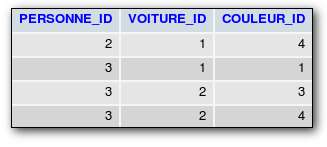 PERSONNE_ID VOITURE_ID COULEUR_ID
2 1 4
3 1 1
3 2 3
3 2 4